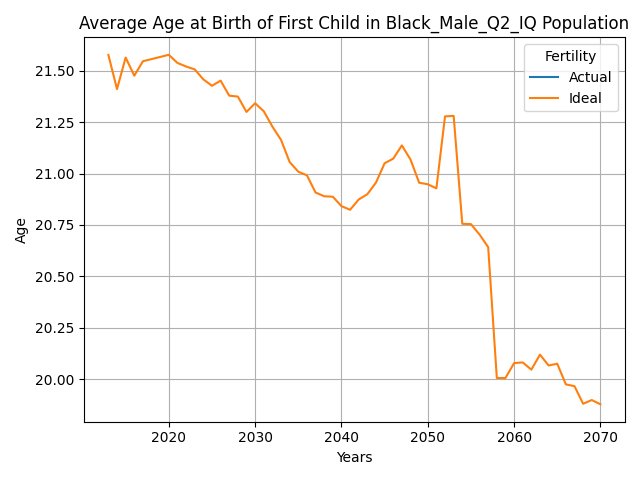 Average Age at Birth of First Child in Black_Male_Q2_IQ Population
Fertility
Actual
Ideal
21.50
21.25
21.00
20.75
20.50
20.25
20.00
Age
2020
2030
2040
2050
2060
2070
Years